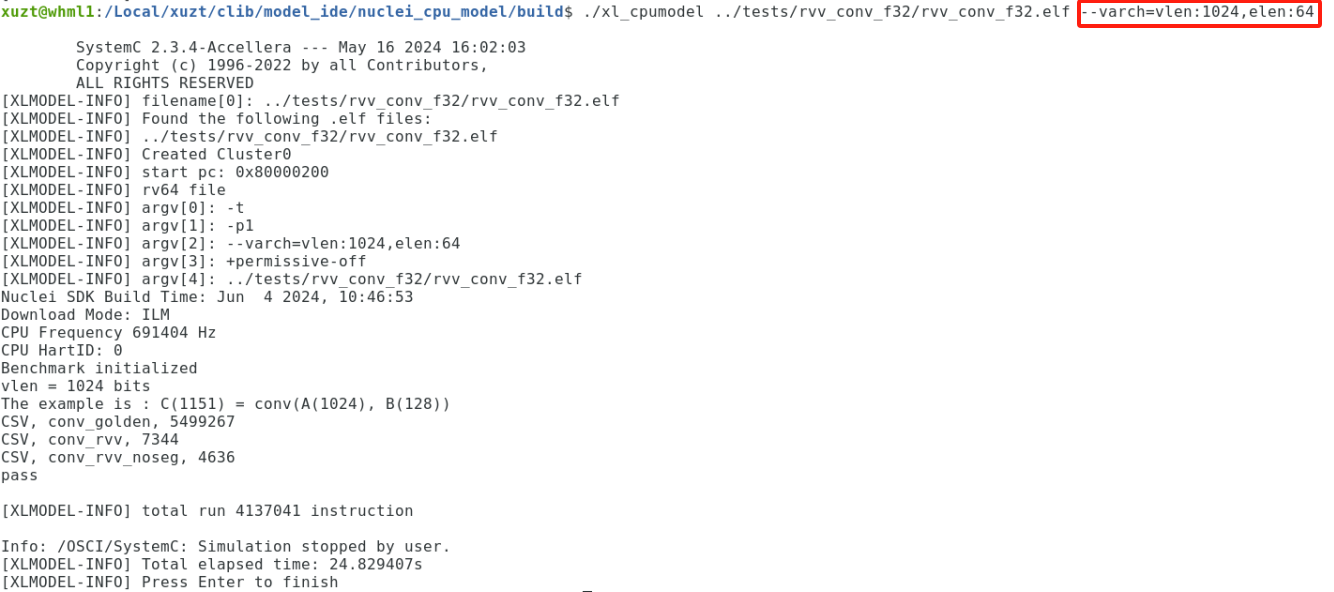 xuzt@whml1:/Local/xuzt/clib/model_ide/nuclei_cpu_model/build$ ./xl_cpumodel ../tests/rvv_conv_f32/rvv_conv_f32.elf --varch=vlen:1024,elen:64
SystemC 2.3.4-Accellera --- May 16 2024 16:02:03
Copyright (c) 1996-2022 by all Contributors,
ALL RIGHTS RESERVED
[XLMODEL-INFO] filename[0]: ../tests/rvv_conv_f32/rvv_conv_f32.elf
[XLMODEL-INFO] Found the following .elf files:
[XLMODEL-INFO] ../tests/rvv_conv_f32/rvv_conv_f32.elf
[XLMODEL-INFO] Created Cluster0
[XLMODEL-INFO] start pc: 0x80000200
[XLMODEL-INFO] rv64 file
[XLMODEL-INFO] argv[0]: -t
[XLMODEL-INFO] argv[1]: -p1
[XLMODEL-INFO] argv[2]: --varch=vlen:1024,elen:64
[XLMODEL-INFO] argv[3]: +permissive-off
[XLMODEL-INFO] argv[4]: ../tests/rvv_conv_f32/rvv_conv_f32.elf
Nuclei SDK Build Time: Jun  4 2024, 10:46:53
Download Mode: ILM
CPU Frequency 691404 Hz
CPU HartID: 0
Benchmark initialized
vlen = 1024 bits
The example is : C(1151) = conv(A(1024), B(128))
CSV, conv_golden, 5499267
CSV, conv_rvv, 7344
CSV, conv_rvv_noseg, 4636
pass
[XLMODEL-INFO] total run 4137041 instruction
Info: /OSCI/SystemC: Simulation stopped by user.
[XLMODEL-INFO] Total elapsed time: 24.829407s
[XLMODEL-INFO] Press Enter to finish